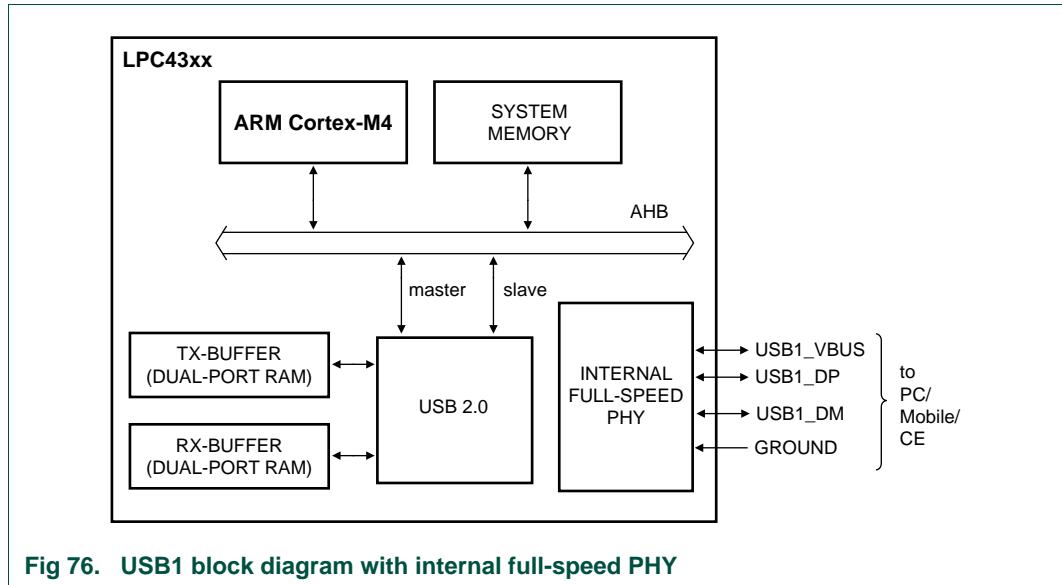 LPC43xx
ARM Cortex-M4
SYSTEM
MEMORY
AHB
master
slave
TX-BUFFER
(DUAL-PORT RAM)
RX-BUFFER
(DUAL-PORT RAM)
USB 2.0
INTERNAL
FULL-SPEED
PHY
USB1_VBUS
USB1_DP
USB1_DM
GROUND
to
PC/
Mobile/
CE
Fig 76. USB1 block diagram with internal full-speed PHY